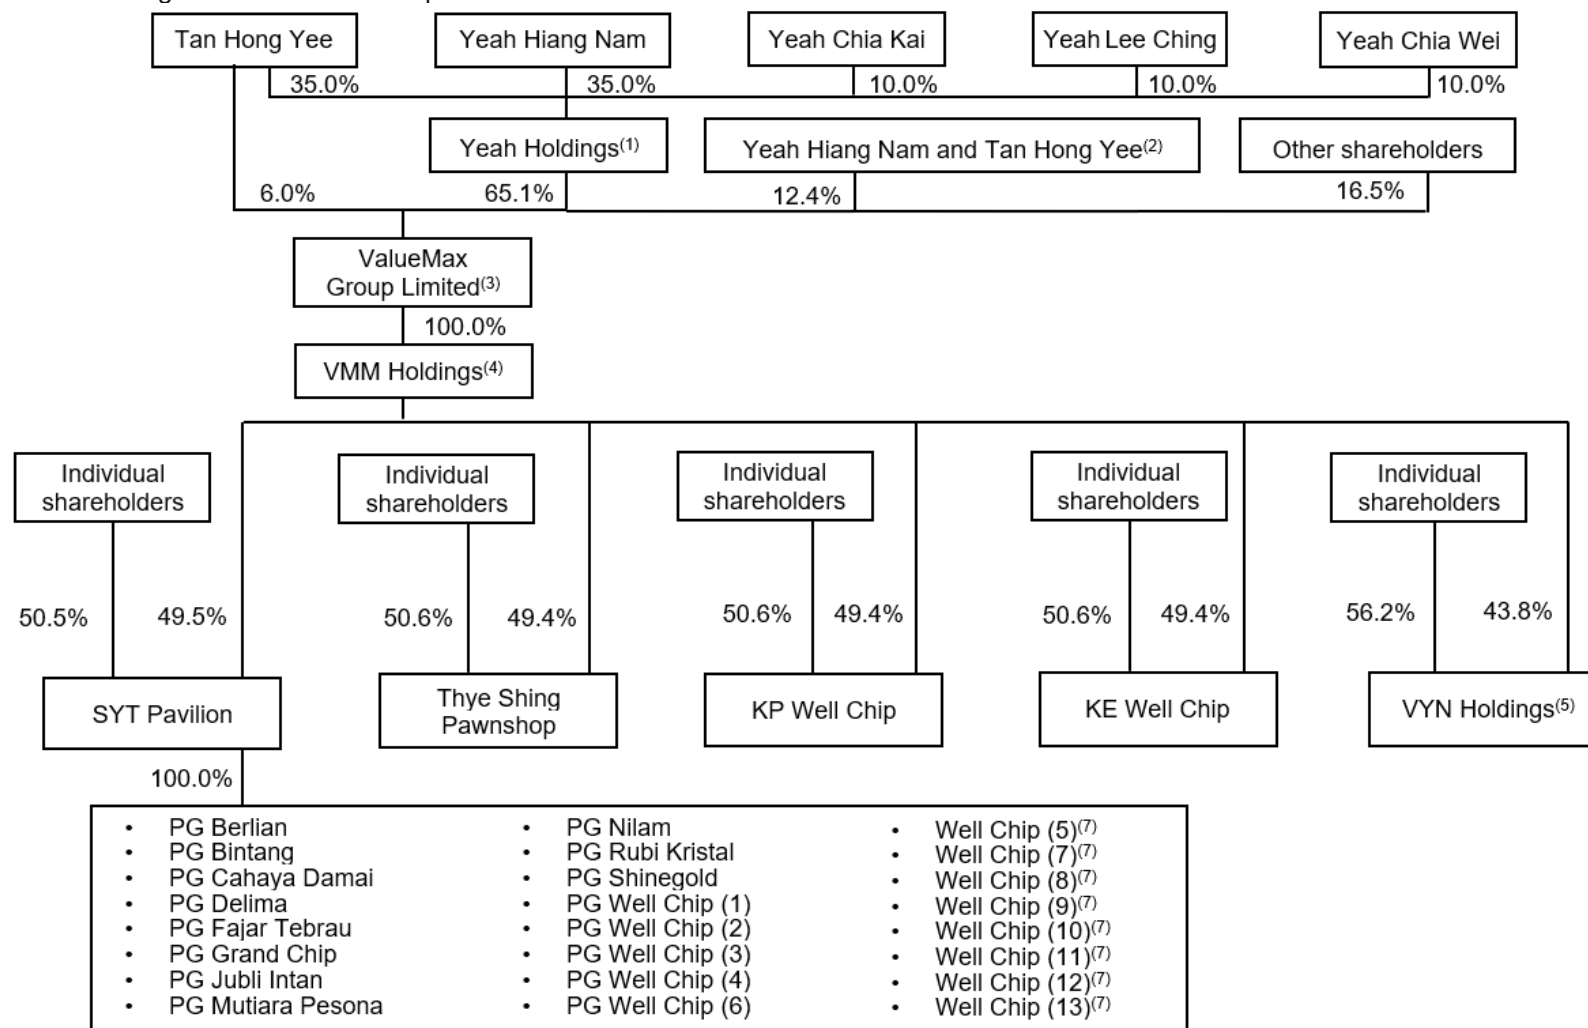 Tan Hong Yee
Yeah Hiang Nam
Yeah Chia Kai
Yeah Lee Ching
Yeah Chia Wei
35.0%
35.0%
10.0%
10.0%
10.0%
Yeah Holdings(1)
Yeah Hiang Nam and Tan Hong Yee(2)
Other shareholders
6.0%
65.1%
12.4%
16.5%
ValueMax
Group Limited(3)
100.0%
VMM Holdings(4)
Individual
shareholders
Individual
shareholders
Individual
shareholders
Individual
shareholders
Individual
shareholders
50.5%
49.5%
50.6%
49.4%
50.6%
49.4%
50.6%
49.4%
56.2%
43.8%
SYT Pavilion
Thye Shing
Pawnshop
KP Well Chip
KE Well Chip
VYN Holdings(5)
100.0%
• PG Berlian
• PG Bintang
• PG Cahaya Damai
• PG Delima
• PG Fajar Tebrau
• PG Grand Chip
• PG Jubli Intan
• PG Mutiara Pesona
• PG Nilam
• PG Rubi Kristal
• PG Shinegold
• PG Well Chip (1)
• PG Well Chip (2)
• PG Well Chip (3)
• PG Well Chip (4)
• PG Well Chip (6)
• Well Chip (5)(7)
• Well Chip (7)(7)
• Well Chip (8)(7)
• Well Chip (9)(7)
• Well Chip (10)(7)
• Well Chip (11)(7)
• Well Chip (12)(7)
• Well Chip (13)(7)